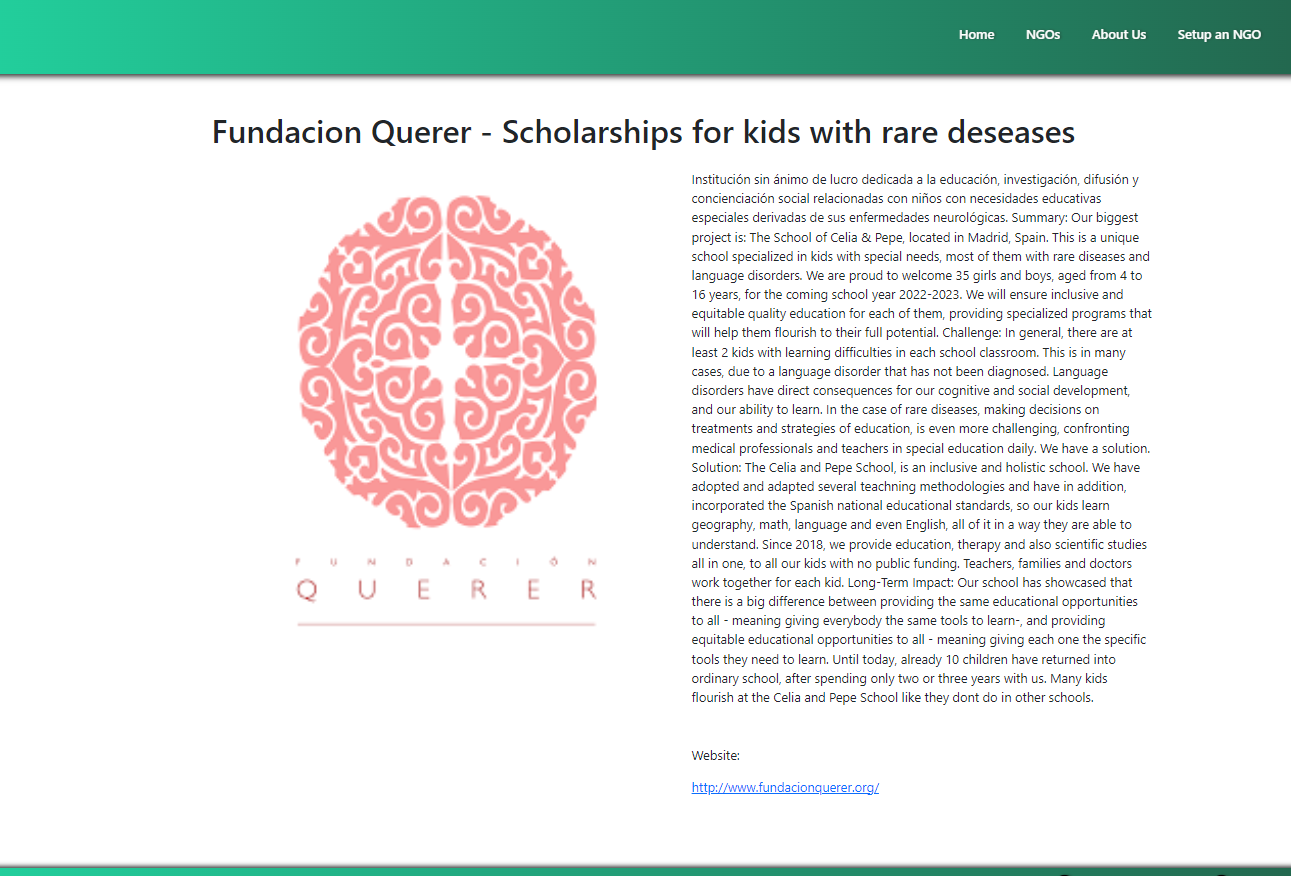 Home NGOs About Us Setup an NGO
Fundacion Querer - Scholarships for kids with rare deseases
Institución sin ánimo de lucro dedicada a la educación, investigación, difusión y
concienciación social relacionadas con niños con necesidades educativas
especiales derivadas de sus enfermedades neurológicas. Summary: Our biggest
project is: The School of Celia & Pepe, located in Madrid, Spain. This is a unique
school specialized in kids with special needs, most of them with rare diseases and
language disorders. We are proud to welcome 35 girls and boys, aged from 4 to
16 years, for the coming school year 2022-2023. We will ensure inclusive and
equitable quality education for each of them, providing specialized programs that
will help them flourish to their full potential. Challenge: In general, there are at
least 2 kids with learning difficulties in each school classroom. This is in many
cases, due to a language disorder that has not been diagnosed. Language
disorders have direct consequences for our cognitive and social development,
and our ability to learn. In the case of rare diseases, making decisions on
treatments and strategies of education, is even more challenging, confronting
medical professionals and teachers in special education daily. We have a solution.
Solution: The Celia and Pepe School, is an inclusive and holistic school. We have
adopted and adapted several teachning methodologies and have in addition,
incorporated the Spanish national educational standards, so our kids learn
geography, math, language and even English, all of it in a way they are able to
understand. Since 2018, we provide education, therapy and also scientific studies
all in one, to all our kids with no public funding. Teachers, families and doctors
work together for each kid. Long-Term Impact: Our school has showcased that
there is a big difference between providing the same educational opportunities
to all - meaning giving everybody the same tools to learn-, and providing
equitable educational opportunities to all - meaning giving each one the specific
tools they need to learn. Until today, already 10 children have returned into
ordinary school, after spending only two or three years with us. Many kids
flourish at the Celia and Pepe School like they dont do in other schools.
FUNDACIÓN
QUERER
Website:
http://www.fundacionquerer.org/